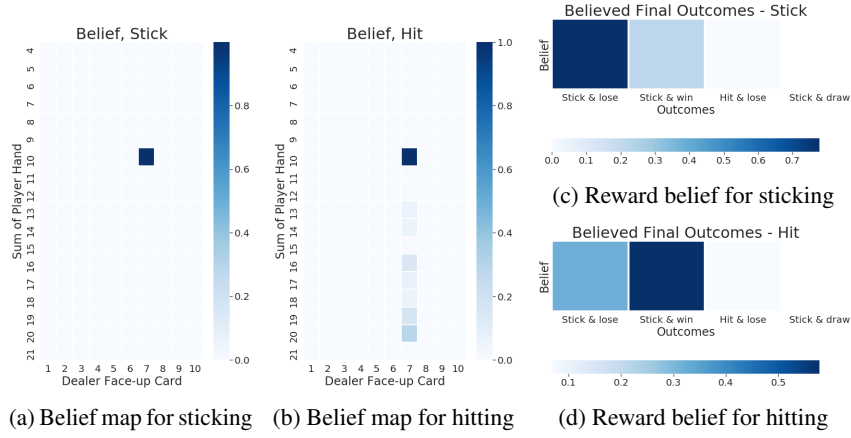 Belief, Stick
Sum of Player Hand
4
5
6
7
8
9
10
11
12
13
14
15
16
17
18
19
20
21
1 2 3 4 5 6 7 8 9 10
Dealer Face-up Card
0.8
0.6
0.4
0.2
0.0
(a) Belief map for sticking
Belief, Hit
Sum of Player Hand
4
5
6
7
8
9
10
11
12
13
14
15
16
17
18
19
20
21
1 2 3 4 5 6 7 8 9 10
Dealer Face-up Card
1.0
0.8
0.6
0.4
0.2
0.0
(b) Belief map for hitting
Believed Final Outcomes - Stick
Belief
Stick & lose Stick & win Hit & lose Stick & draw
Outcomes
0.0 0.1 0.2 0.3 0.4 0.5 0.6 0.7
(c) Reward belief for sticking
Believed Final Outcomes - Hit
Belief
Stick & lose Stick & win Hit & lose Stick & draw
Outcomes
0.1 0.2 0.3 0.4 0.5
(d) Reward belief for hitting